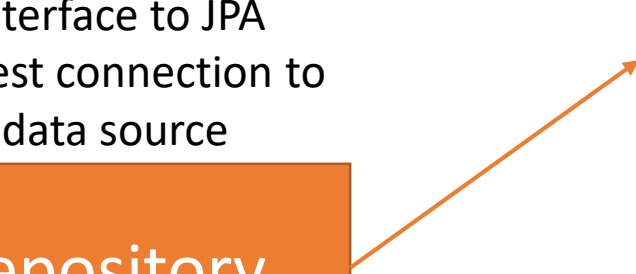 terface to JPA
est connection to
data source
epository